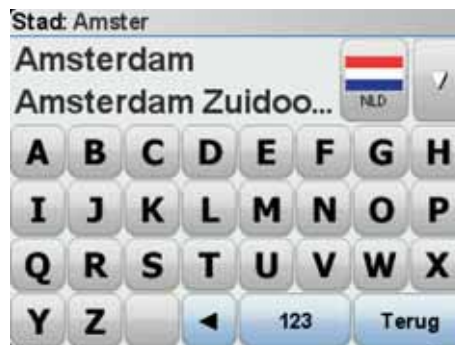 Stad: Amster
Amsterdam
Amsterdam Zuidoo...
NLD
A B C D E F G H
I J K L M N O P
Q R S T U V W X
Y Z 123 Terug